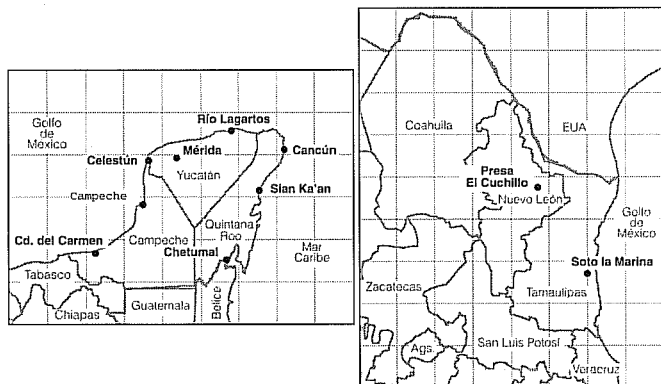 Golfo
de
México
Río Lagartos
Mérida
Celestún
Yucatán
Cancún
Campeche
Sian Ka'an
Cd. del Carmen
Campeche
Quintana
Roo
Mar
Caribe
Chetumal
Tabasco
Guatemala
Belice
Chiapas
Coahuila
EUA
Presa
El Cuchillo
Nuevo León
Golfo
de
México
Soto la Marina
Zacatecas
Tamaulipas
San Luis Potosí
Ags.
Veracruz